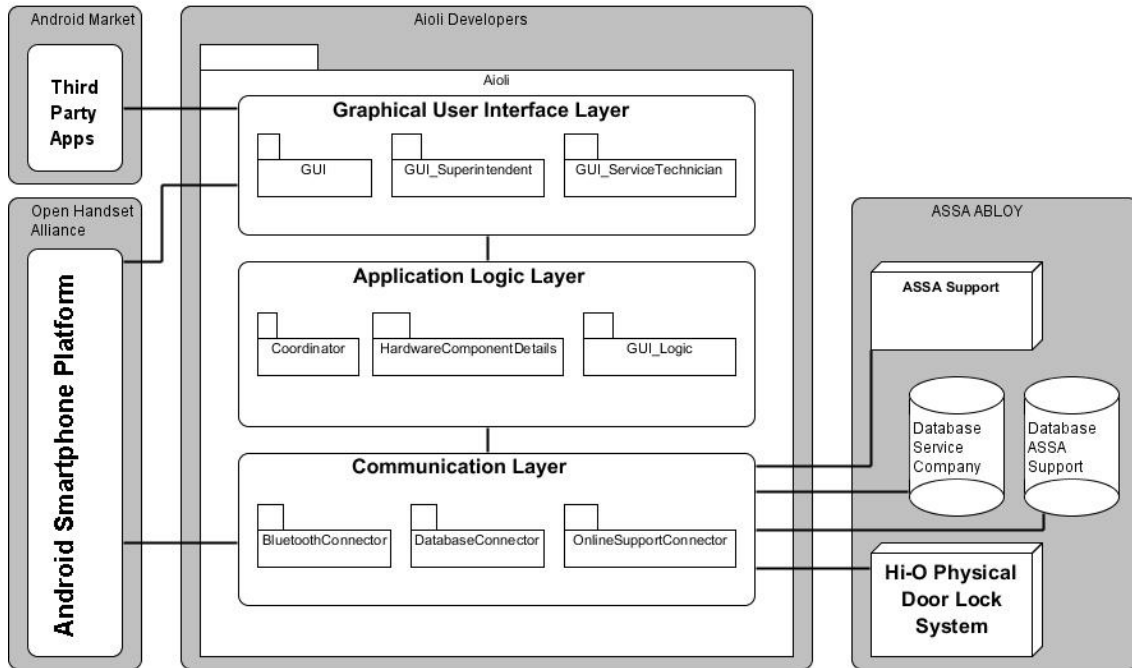 Android Market
Third
Party
Apps
Open Handset
Alliance
Android Smartphone Platform
Aioli Developers
Aioli
Graphical User Interface Layer
GUI
GUI_Superintendent
GUI_ServiceTechnician
Application Logic Layer
Coordinator
HardwareComponentDetails
GUI_Logic
Communication Layer
BluetoothConnector
DatabaseConnector
OnlineSupportConnector
ASSA ABLOY
ASSA Support
Database
Service
Company
Database
ASSA
Support
Hi-O Physical
Door Lock
System